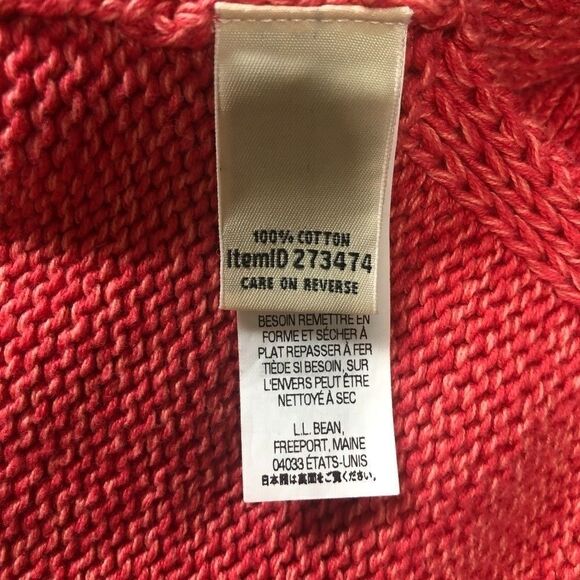 100% COTTON
ItemID 273474
CARE ON REVERSE
BESOIN REMETTRE EN
FORME ET SÉCHER À
PLAT REPASSER À FER
TIÈDE SI BESOIN, SUR
L'ENVERS PEUT ÊTRE
NETTOYÉ À SEC
L.L. BEAN,
FREEPORT, MAINE
04033 ÉTATS-UNIS
日本語は裏面をご覧ください。